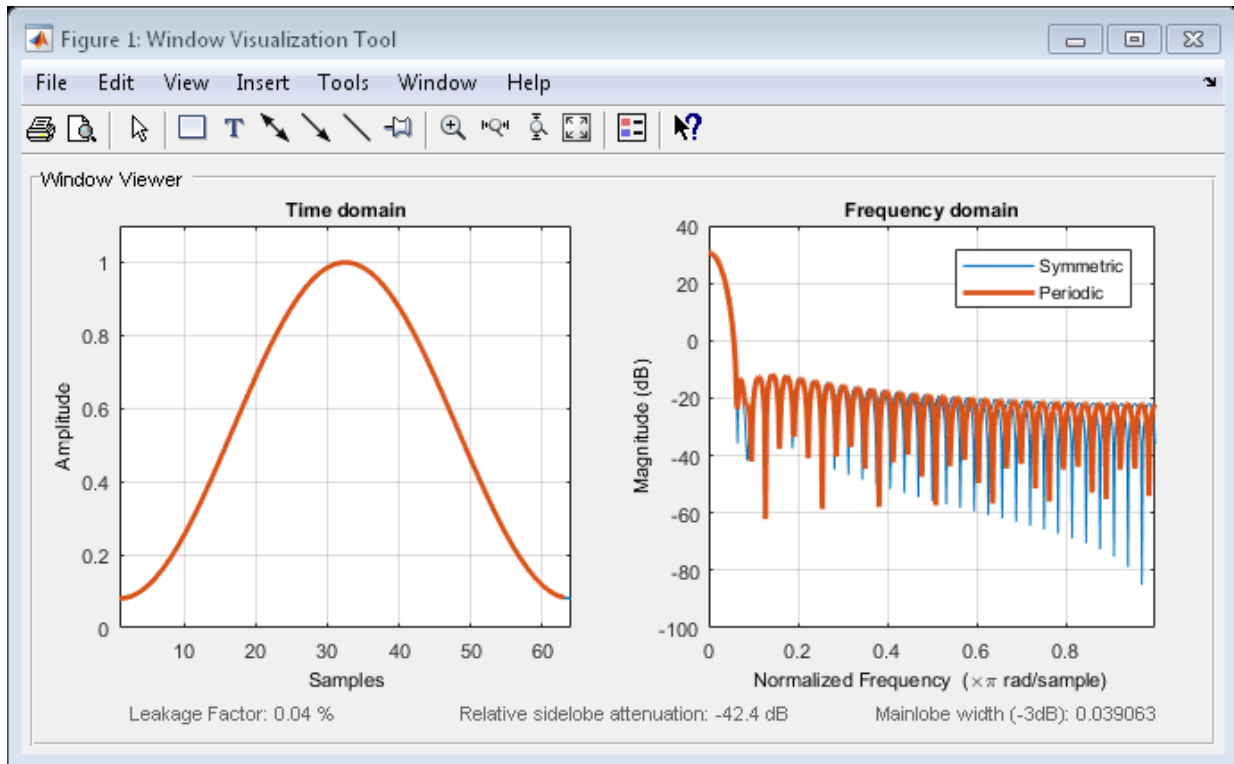 Figure 1: Window Visualization Tool
File Edit View Insert Tools Window Help
T
?
Window Viewer
Time domain
1
0.8
0.6
0.4
0.2
0
Amplitude
10 20 30 40 50 60
Samples
Frequency domain
40
20
0
-20
-40
-60
-80
-100
Magnitude (dB)
Symmetric
Periodic
0 0.2 0.4 0.6 0.8
Normalized Frequency (×π rad/sample)
Leakage Factor: 0.04 % Relative sidelobe attenuation: -42.4 dB Mainlobe width (-3dB): 0.039063